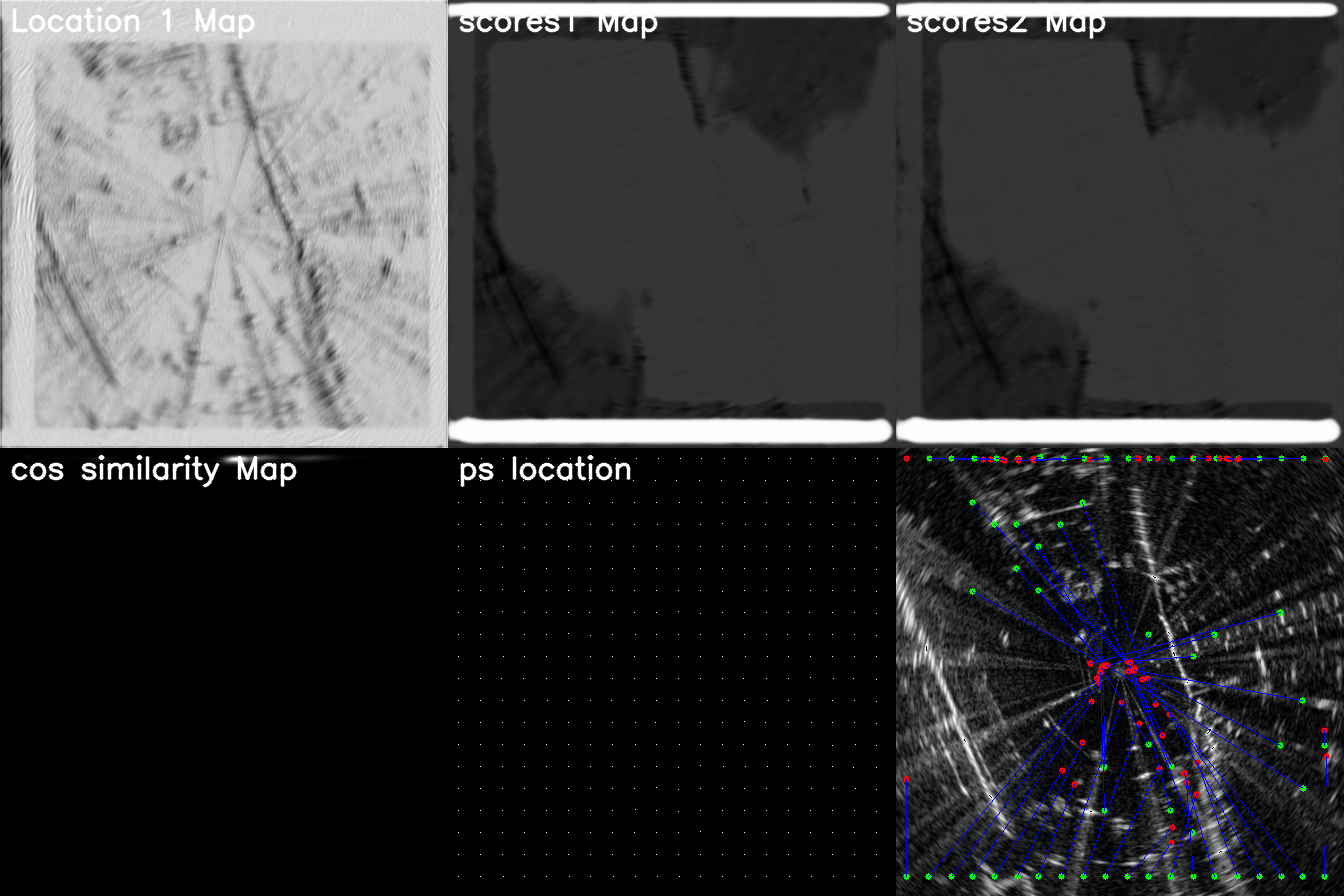 Location 1 Map
scores1 Map
scores2 Map
cos similarity Map
ps location